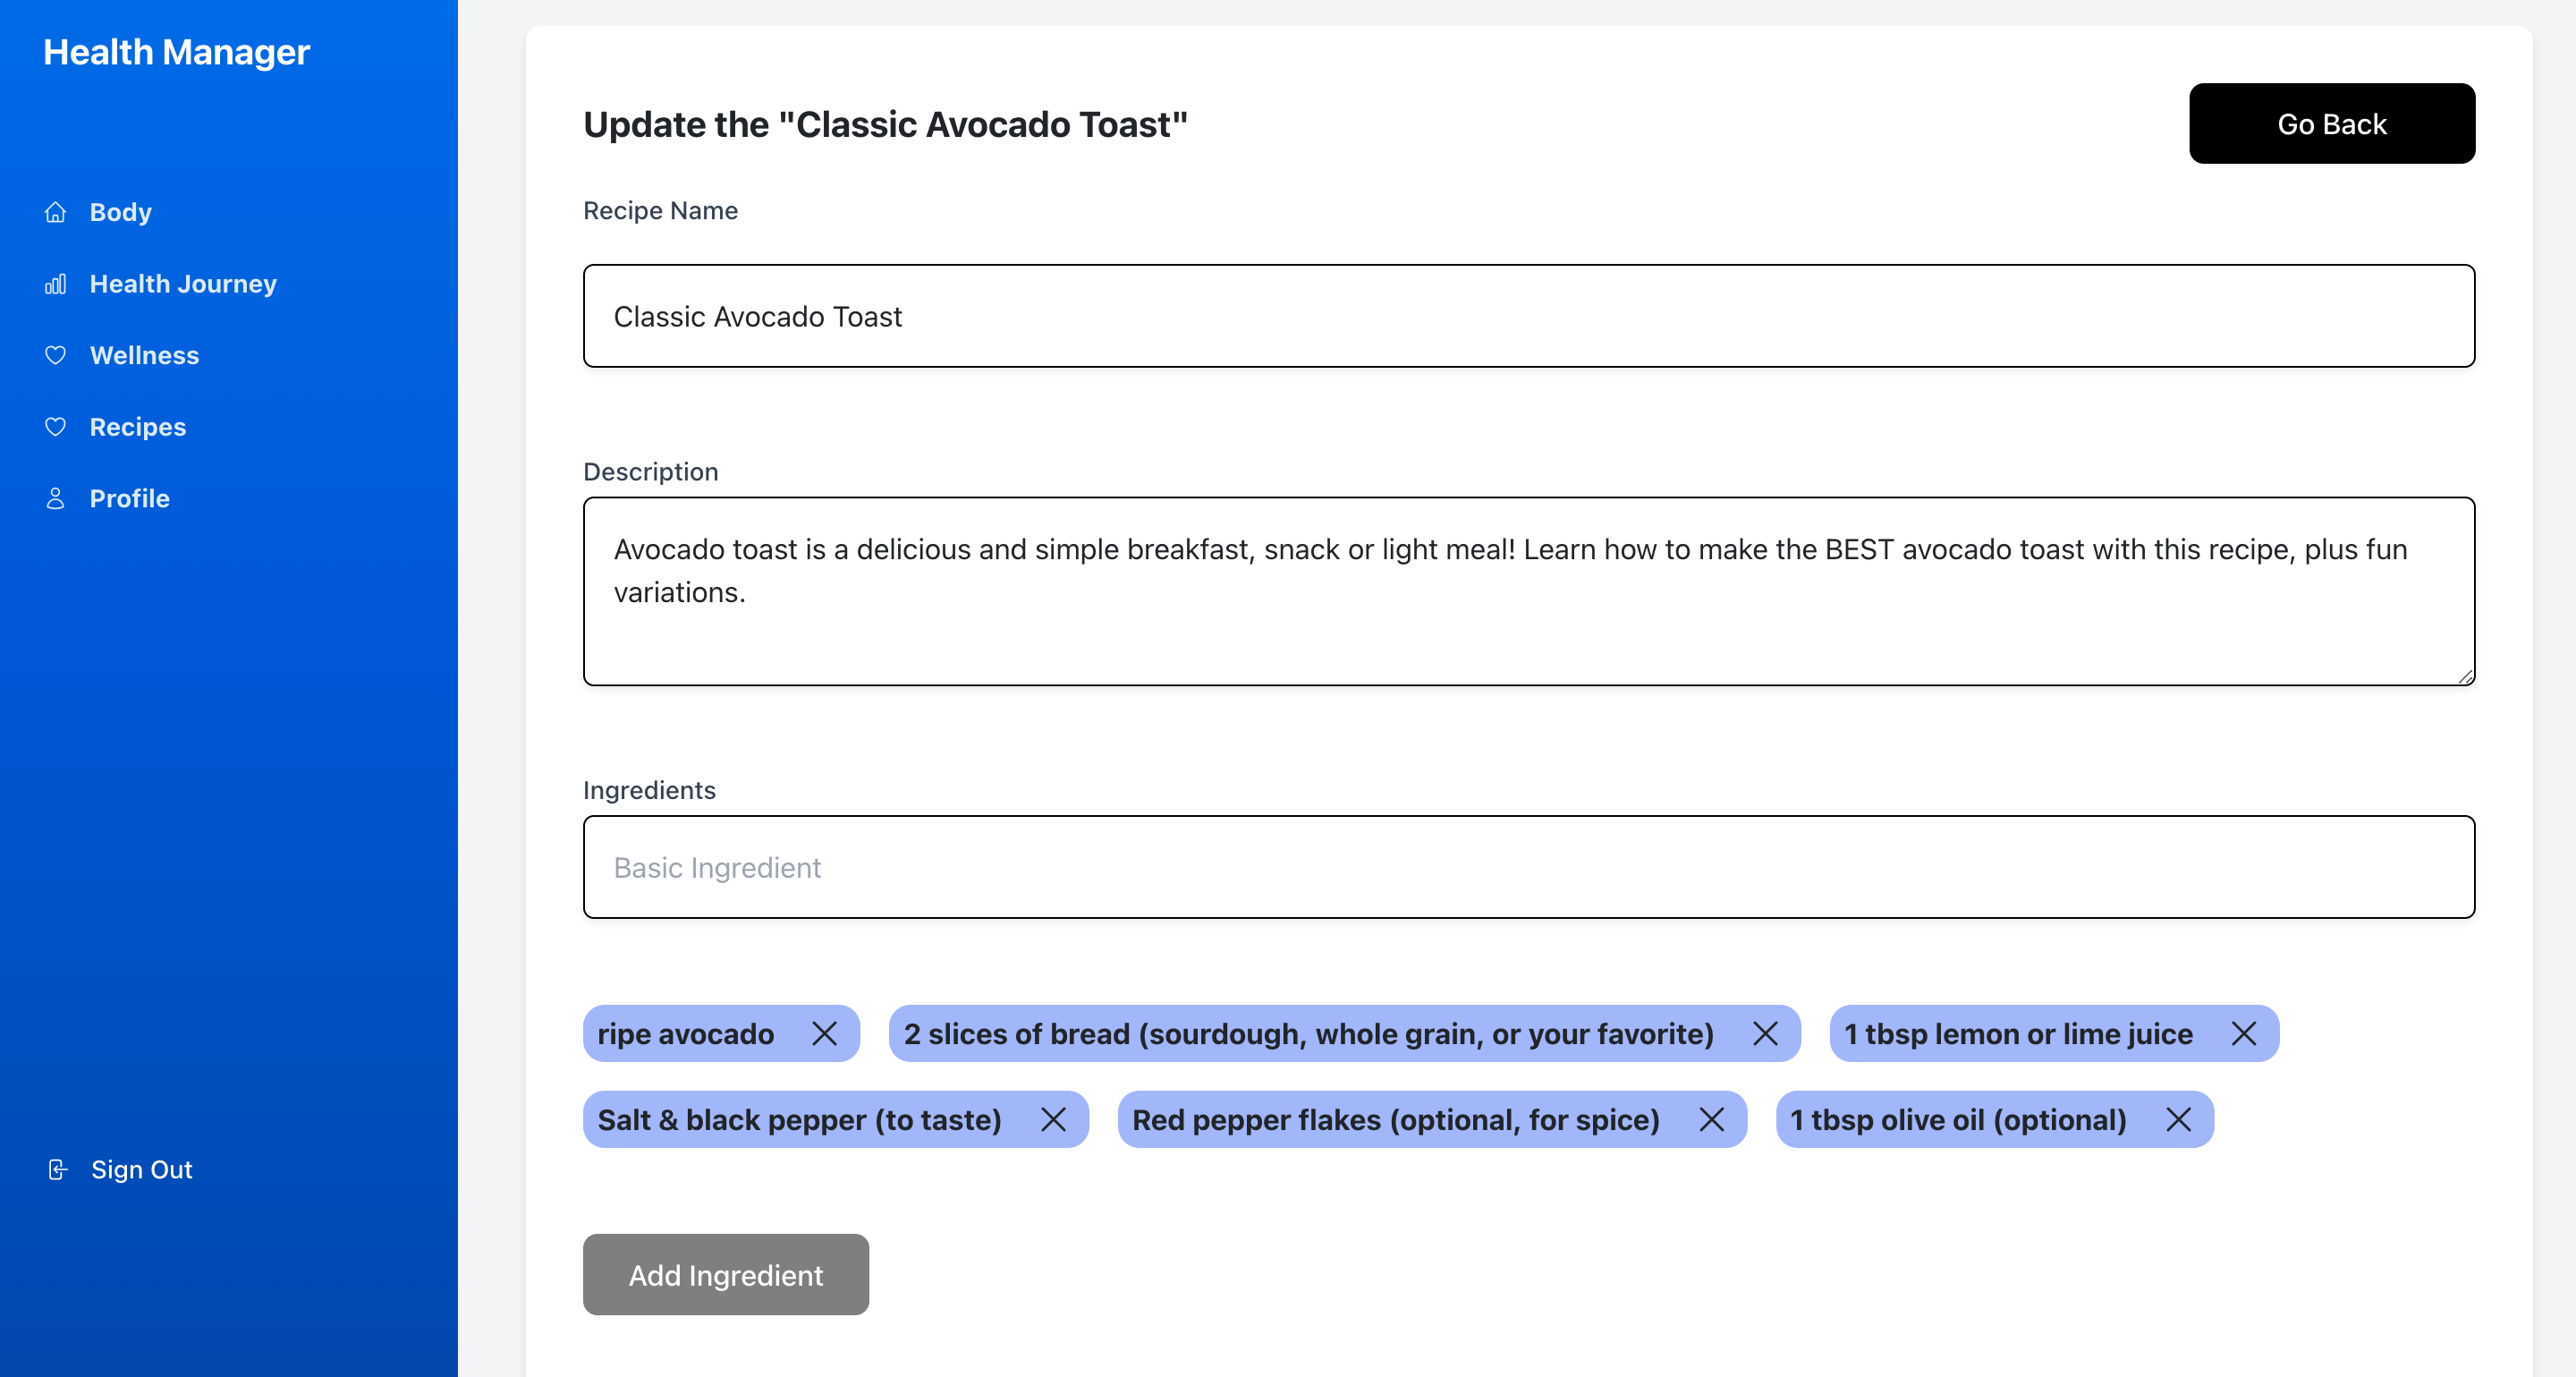 Health Manager
Body
Health Journey
Wellness
Recipes
Profile
Sign Out
Update the "Classic Avocado Toast"
Go Back
Recipe Name
Classic Avocado Toast
Description
Avocado toast is a delicious and simple breakfast, snack or light meal! Learn how to make the BEST avocado toast with this recipe, plus fun
variations.
Ingredients
Basic Ingredient
ripe avocado
2 slices of bread (sourdough, whole grain, or your favorite)
1 tbsp lemon or lime juice
Salt & black pepper (to taste)
Red pepper flakes (optional, for spice)
1 tbsp olive oil (optional)
Add Ingredient